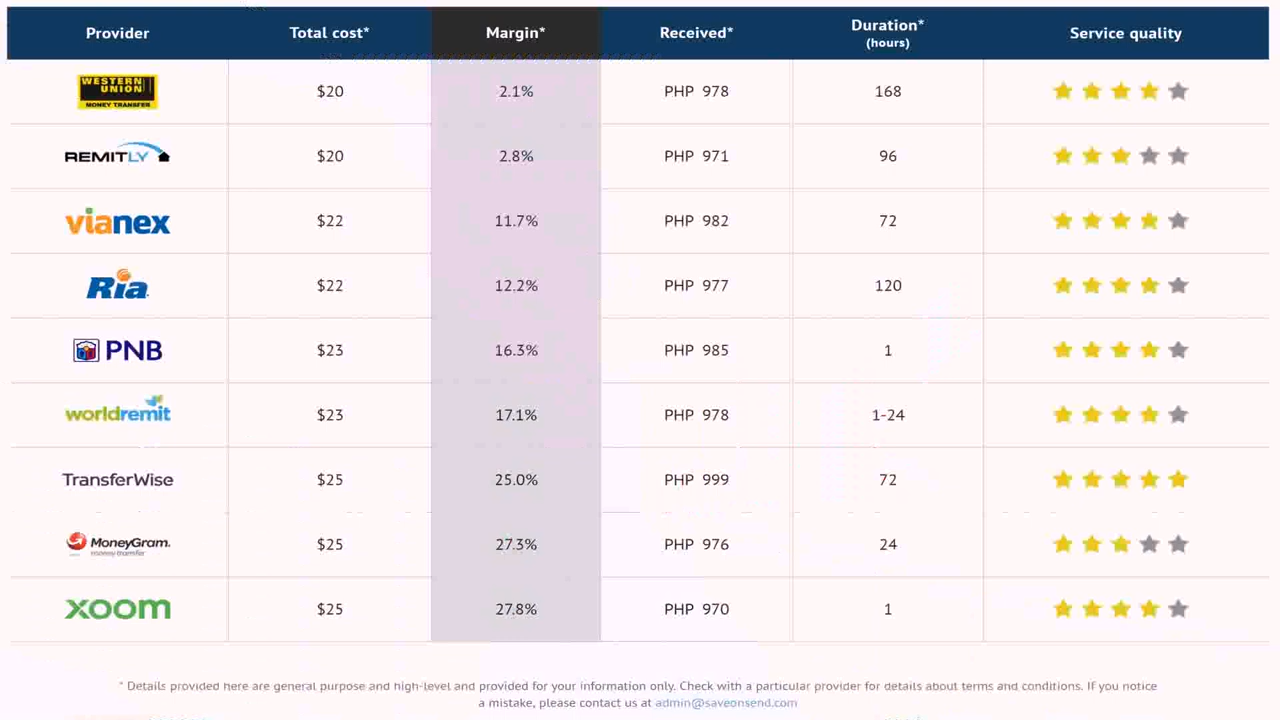 Provider Total cost* Margin* Received* Duration* (hours) Service quality
WESTERN UNION MONEY TRANSFER $20 2.1% PHP 978 168
REMITLY $20 2.8% PHP 971 96
vianex $22 11.7% PHP 982 72
Ria $22 12.2% PHP 977 120
PNB $23 16.3% PHP 985 1
worldremit $23 17.1% PHP 978 1-24
TransferWise $25 25.0% PHP 999 72
MoneyGram. money transfer $25 27.3% PHP 976 24
xoom $25 27.8% PHP 970 1
* Details provided here are general purpose and high-level and provided for your information only. Check with a particular provider for details about terms and conditions. If you notice
a mistake, please contact us at admin@saveonsend.com